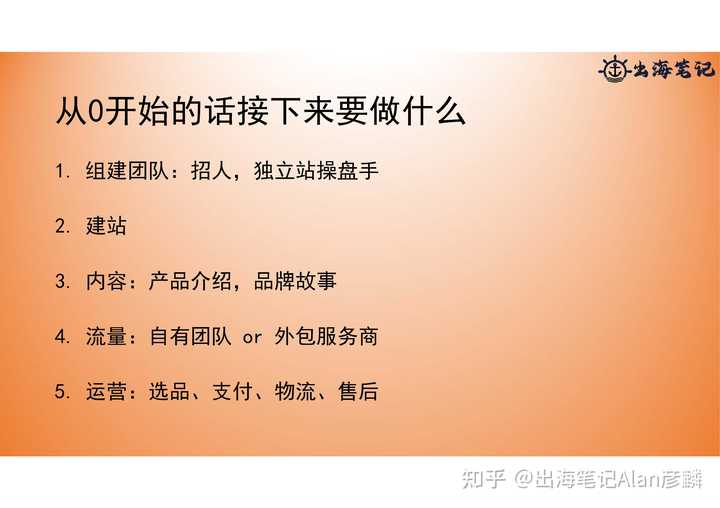 出海笔记
从0开始的话接下来要做什么
1. 组建团队：招人，独立站操盘手
2. 建站
3. 内容：产品介绍，品牌故事
4. 流量：自有团队 or 外包服务商
5. 运营：选品、支付、物流、售后
知乎 @出海笔记Alan彦麟